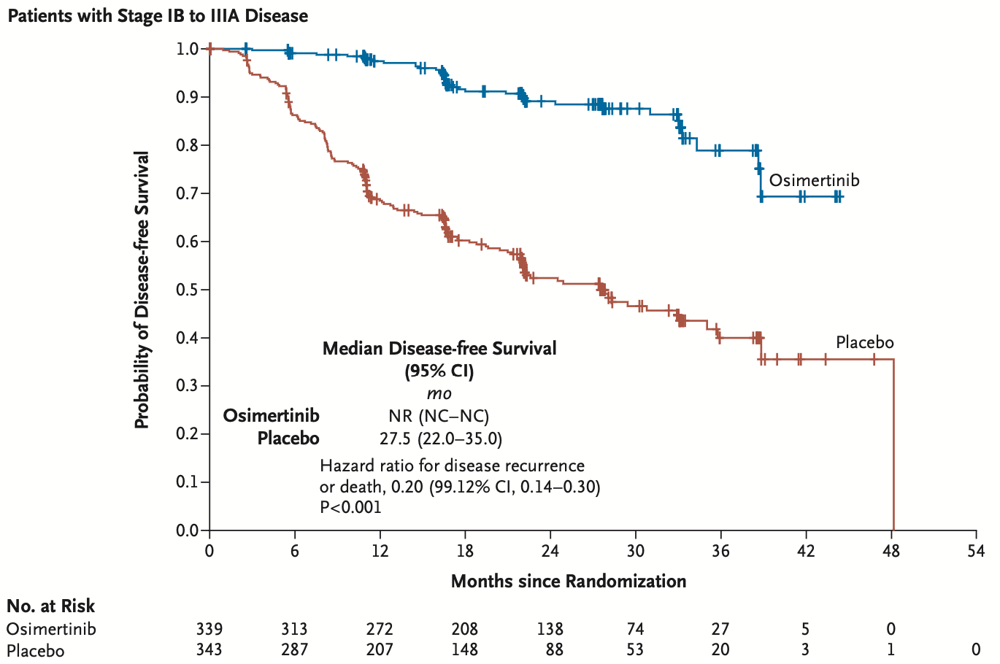 Patients with Stage IB to IIIA Disease
Probability of Disease-free Survival
1.0
0.9
0.8
0.7
0.6
0.5
0.4
0.3
0.2
0.1
0.0
Osimertinib
Placebo
Median Disease-free Survival
(95% CI)
mo
Osimertinib NR (NC–NC)
Placebo 27.5 (22.0–35.0)
Hazard ratio for disease recurrence
or death, 0.20 (99.12% CI, 0.14–0.30)
P<0.001
0 6 12 18 24 30 36 42 48 54
Months since Randomization
No. at Risk
Osimertinib 339 313 272 208 138 74 27 5 0
Placebo 343 287 207 148 88 53 20 3 1 0